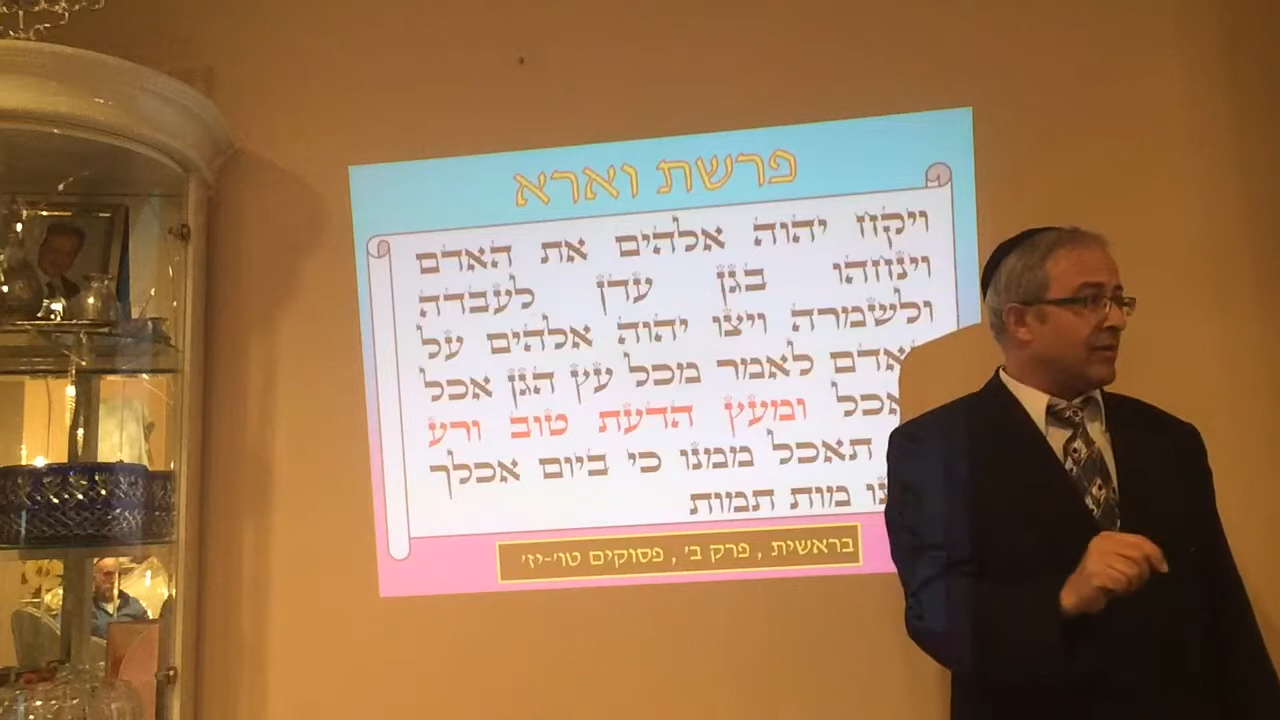 פרשת וארא
ויקח יהוה אלהים את האדם
וינחהו בגן עדן לעבדה
ולשמרה ויצו יהוה אלהים על
לאמר מכל עץ הגן אכל
ומעץ הדעת טוב ורע
תאכל ממנו כי ביום אכלך
מות תמות
בראשית , פרק ב' , פסוקים טו'-יז'